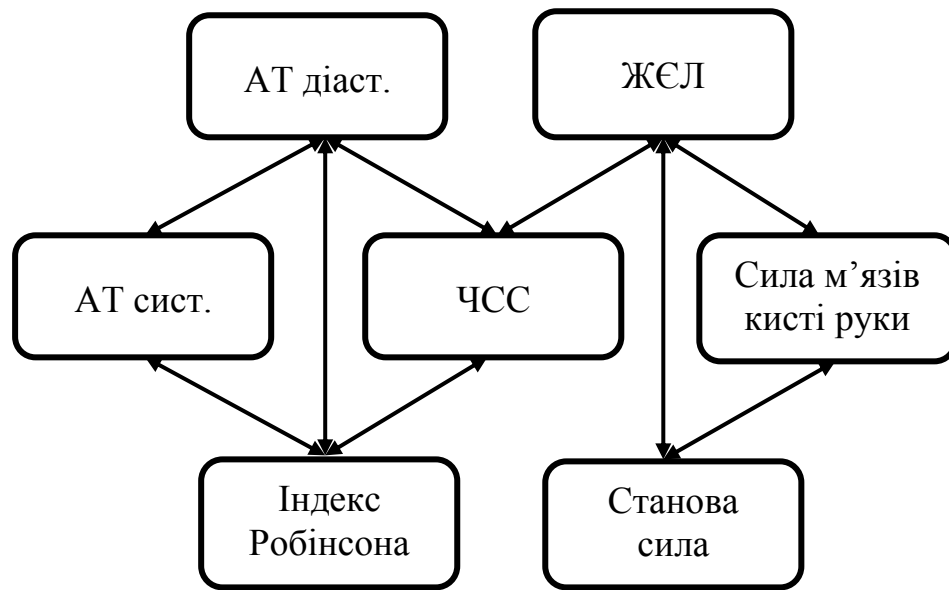 АТ діаст.
ЖЄЛ
АТ сист.
ЧСС
Сила м’язів
кисті руки
Індекс
Робінсона
Станова
сила